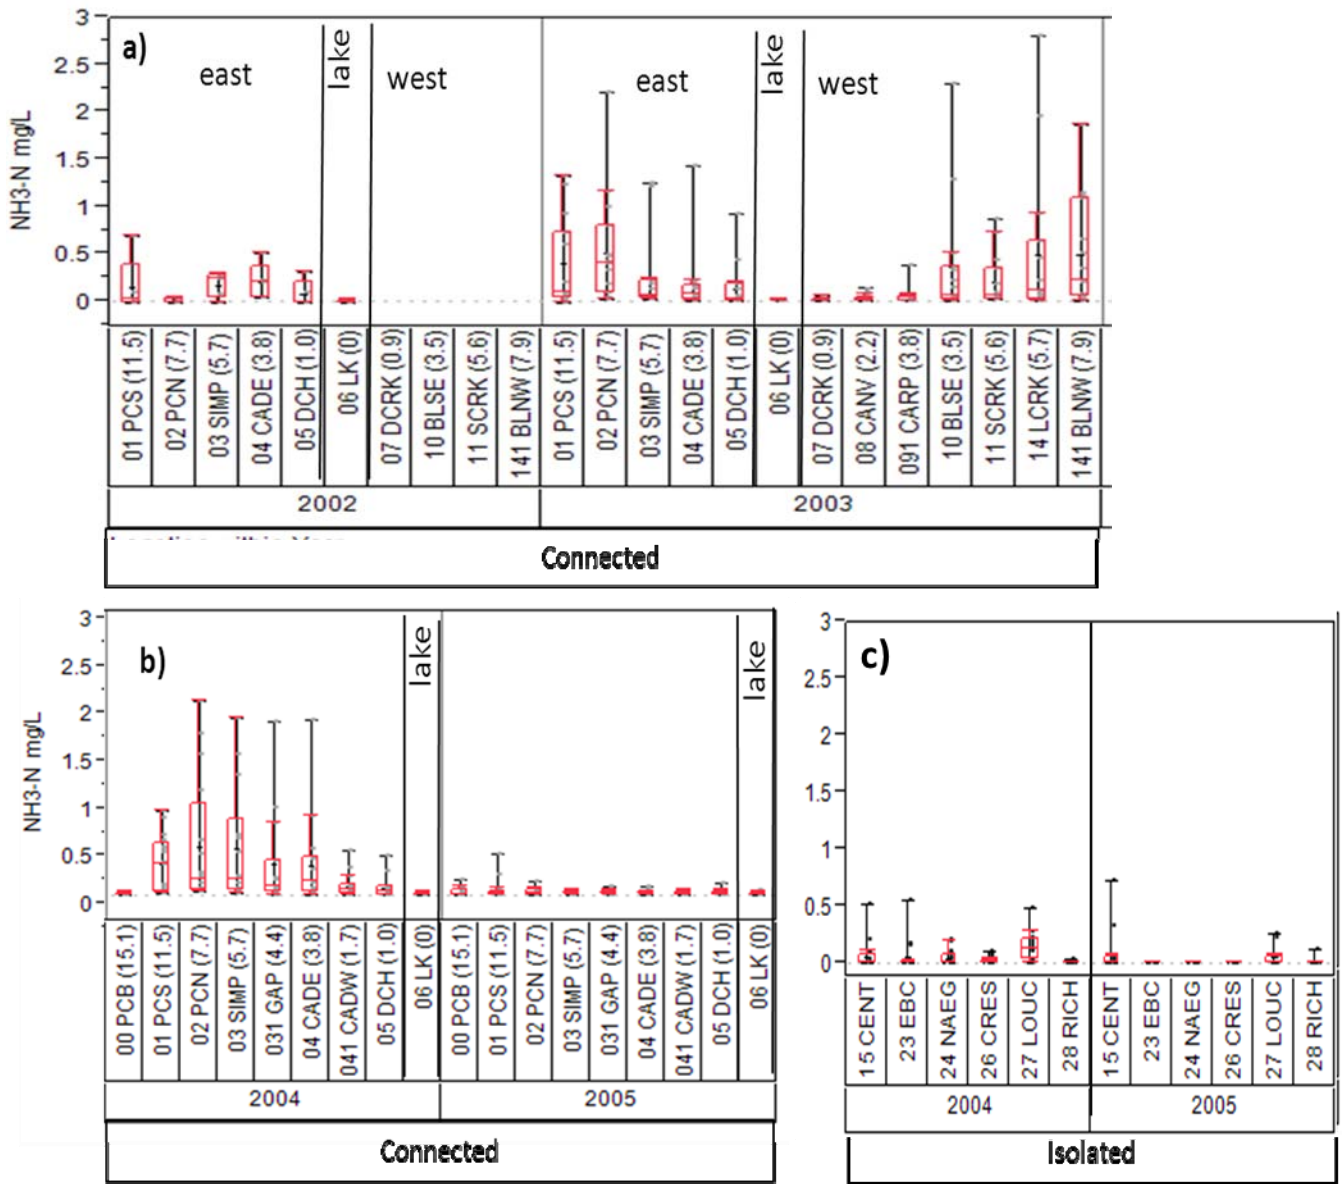 3
2.5
2
1.5
1
0.5
0
NH3-N mg/L
a)
east
lake
west
east
lake
west
01 PCS (11.5)
02 PCN (7.7)
03 SIMP (5.7)
04 CADE (3.8)
05 DCH (1.0)
06 LK (0)
07 DCRK (0.9)
10 BLSE (3.5)
11 SCRK (5.6)
141 BLNW (7.9)
01 PCS (11.5)
02 PCN (7.7)
03 SIMP (5.7)
04 CADE (3.8)
05 DCH (1.0)
06 LK (0)
07 DCRK (0.9)
08 CANV (2.2)
091 CARP (3.8)
10 BLSE (3.5)
11 SCRK (5.6)
14 LCRK (5.7)
141 BLNW (7.9)
2002
2003
Connected
3
2.5
2
1.5
1
0.5
0
NH3-N mg/L
b)
lake
lake
00 PCB (15.1)
01 PCS (11.5)
02 PCN (7.7)
03 SIMP (5.7)
031 GAP (4.4)
04 CADE (3.8)
041 CADW (1.7)
05 DCH (1.0)
06 LK (0)
00 PCB (15.1)
01 PCS (11.5)
02 PCN (7.7)
03 SIMP (5.7)
031 GAP (4.4)
04 CADE (3.8)
041 CADW (1.7)
05 DCH (1.0)
06 LK (0)
2004
2005
Connected
3
2.5
2
1.5
1
0.5
0
c)
15 CENT
23 EBC
24 NAEG
26 CRES
27 LOUC
28 RICH
15 CENT
23 EBC
24 NAEG
26 CRES
27 LOUC
28 RICH
2004
2005
Isolated